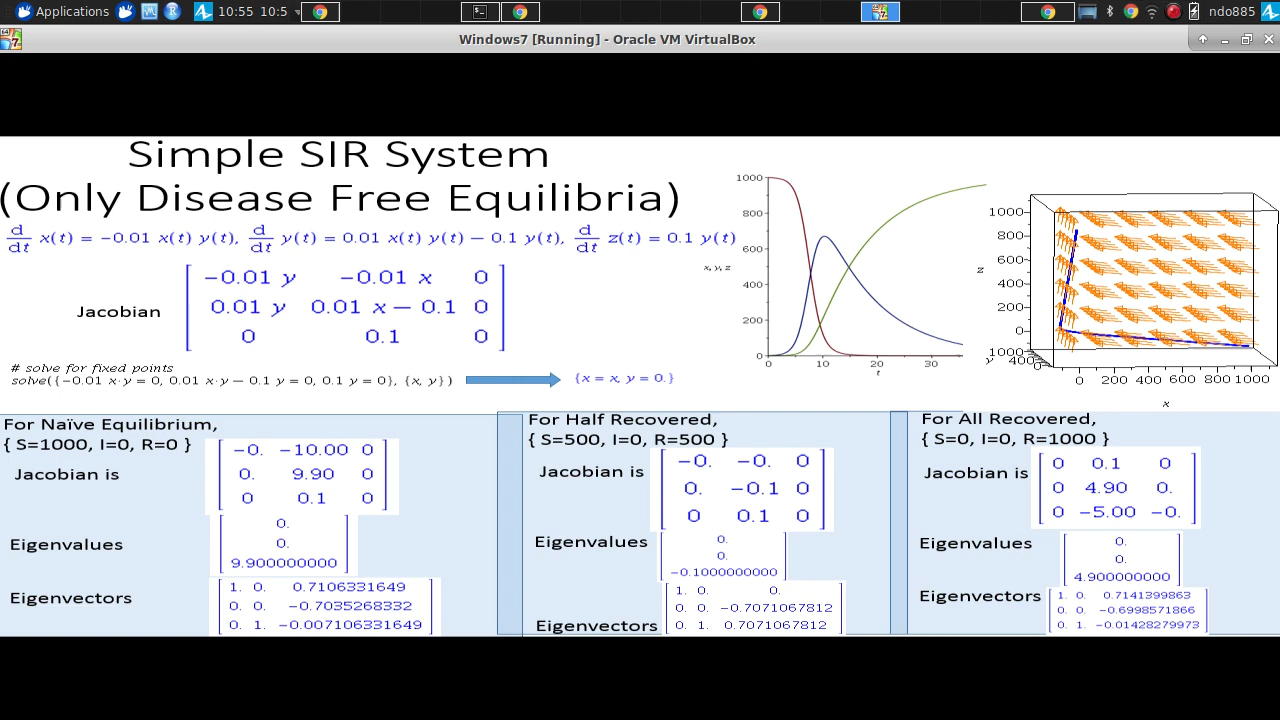 Applications 10:55 10:5 ndo885
Windows7 [Running] - Oracle VM VirtualBox
Simple SIR System
(Only Disease Free Equilibria)
d/dt x(t) = −0.01 x(t) y(t), d/dt y(t) = 0.01 x(t) y(t) − 0.1 y(t), d/dt z(t) = 0.1 y(t)
Jacobian
−0.01 y −0.01 x 0
0.01 y 0.01 x − 0.1 0
0 0.1 0
# solve for fixed points
solve({−0.01 x·y = 0, 0.01 x·y − 0.1 y = 0, 0.1 y = 0}, {x, y})
{x = x, y = 0.}
1000
800
600
x, y, z
400
200
0
0 10 20 30
t
1000
800
600
z
400
200
0
1000
y 400
0
0 200 400 600 800 1000
x
For Naïve Equilibrium,
{ S=1000, I=0, R=0 }
Jacobian is
−0. −10.00 0
0. 9.90 0
0 0.1 0
Eigenvalues
0.
0.
9.900000000
Eigenvectors
1. 0. 0.7106331649
0. 0. −0.7035268332
0. 1. −0.007106331649
For Half Recovered,
{ S=500, I=0, R=500 }
Jacobian is
−0. −0. 0
0. −0.1 0
0 0.1 0
Eigenvalues
0.
0.
−0.1000000000
Eigenvectors
1. 0. 0.
0. 0. −0.7071067812
0. 1. 0.7071067812
For All Recovered,
{ S=0, I=0, R=1000 }
Jacobian is
0 0.1 0
0 4.90 0.
0 −5.00 −0.
Eigenvalues
0.
0.
4.900000000
Eigenvectors
1. 0. 0.7141399863
0. 0. −0.6998571866
0. 1. −0.01428279973